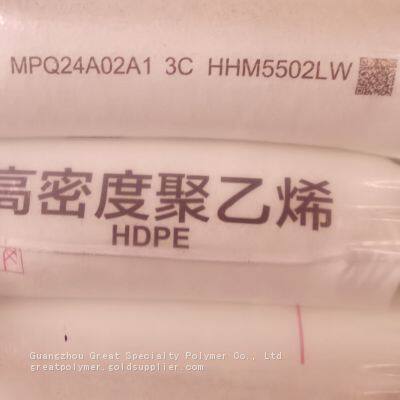 MPQ24A02A1 3C HHM5502LW
高密度聚乙烯
HDPE
Guangzhou Great Specialty Polymer Co., Ltd
greatpolymer.goldsupplier.com